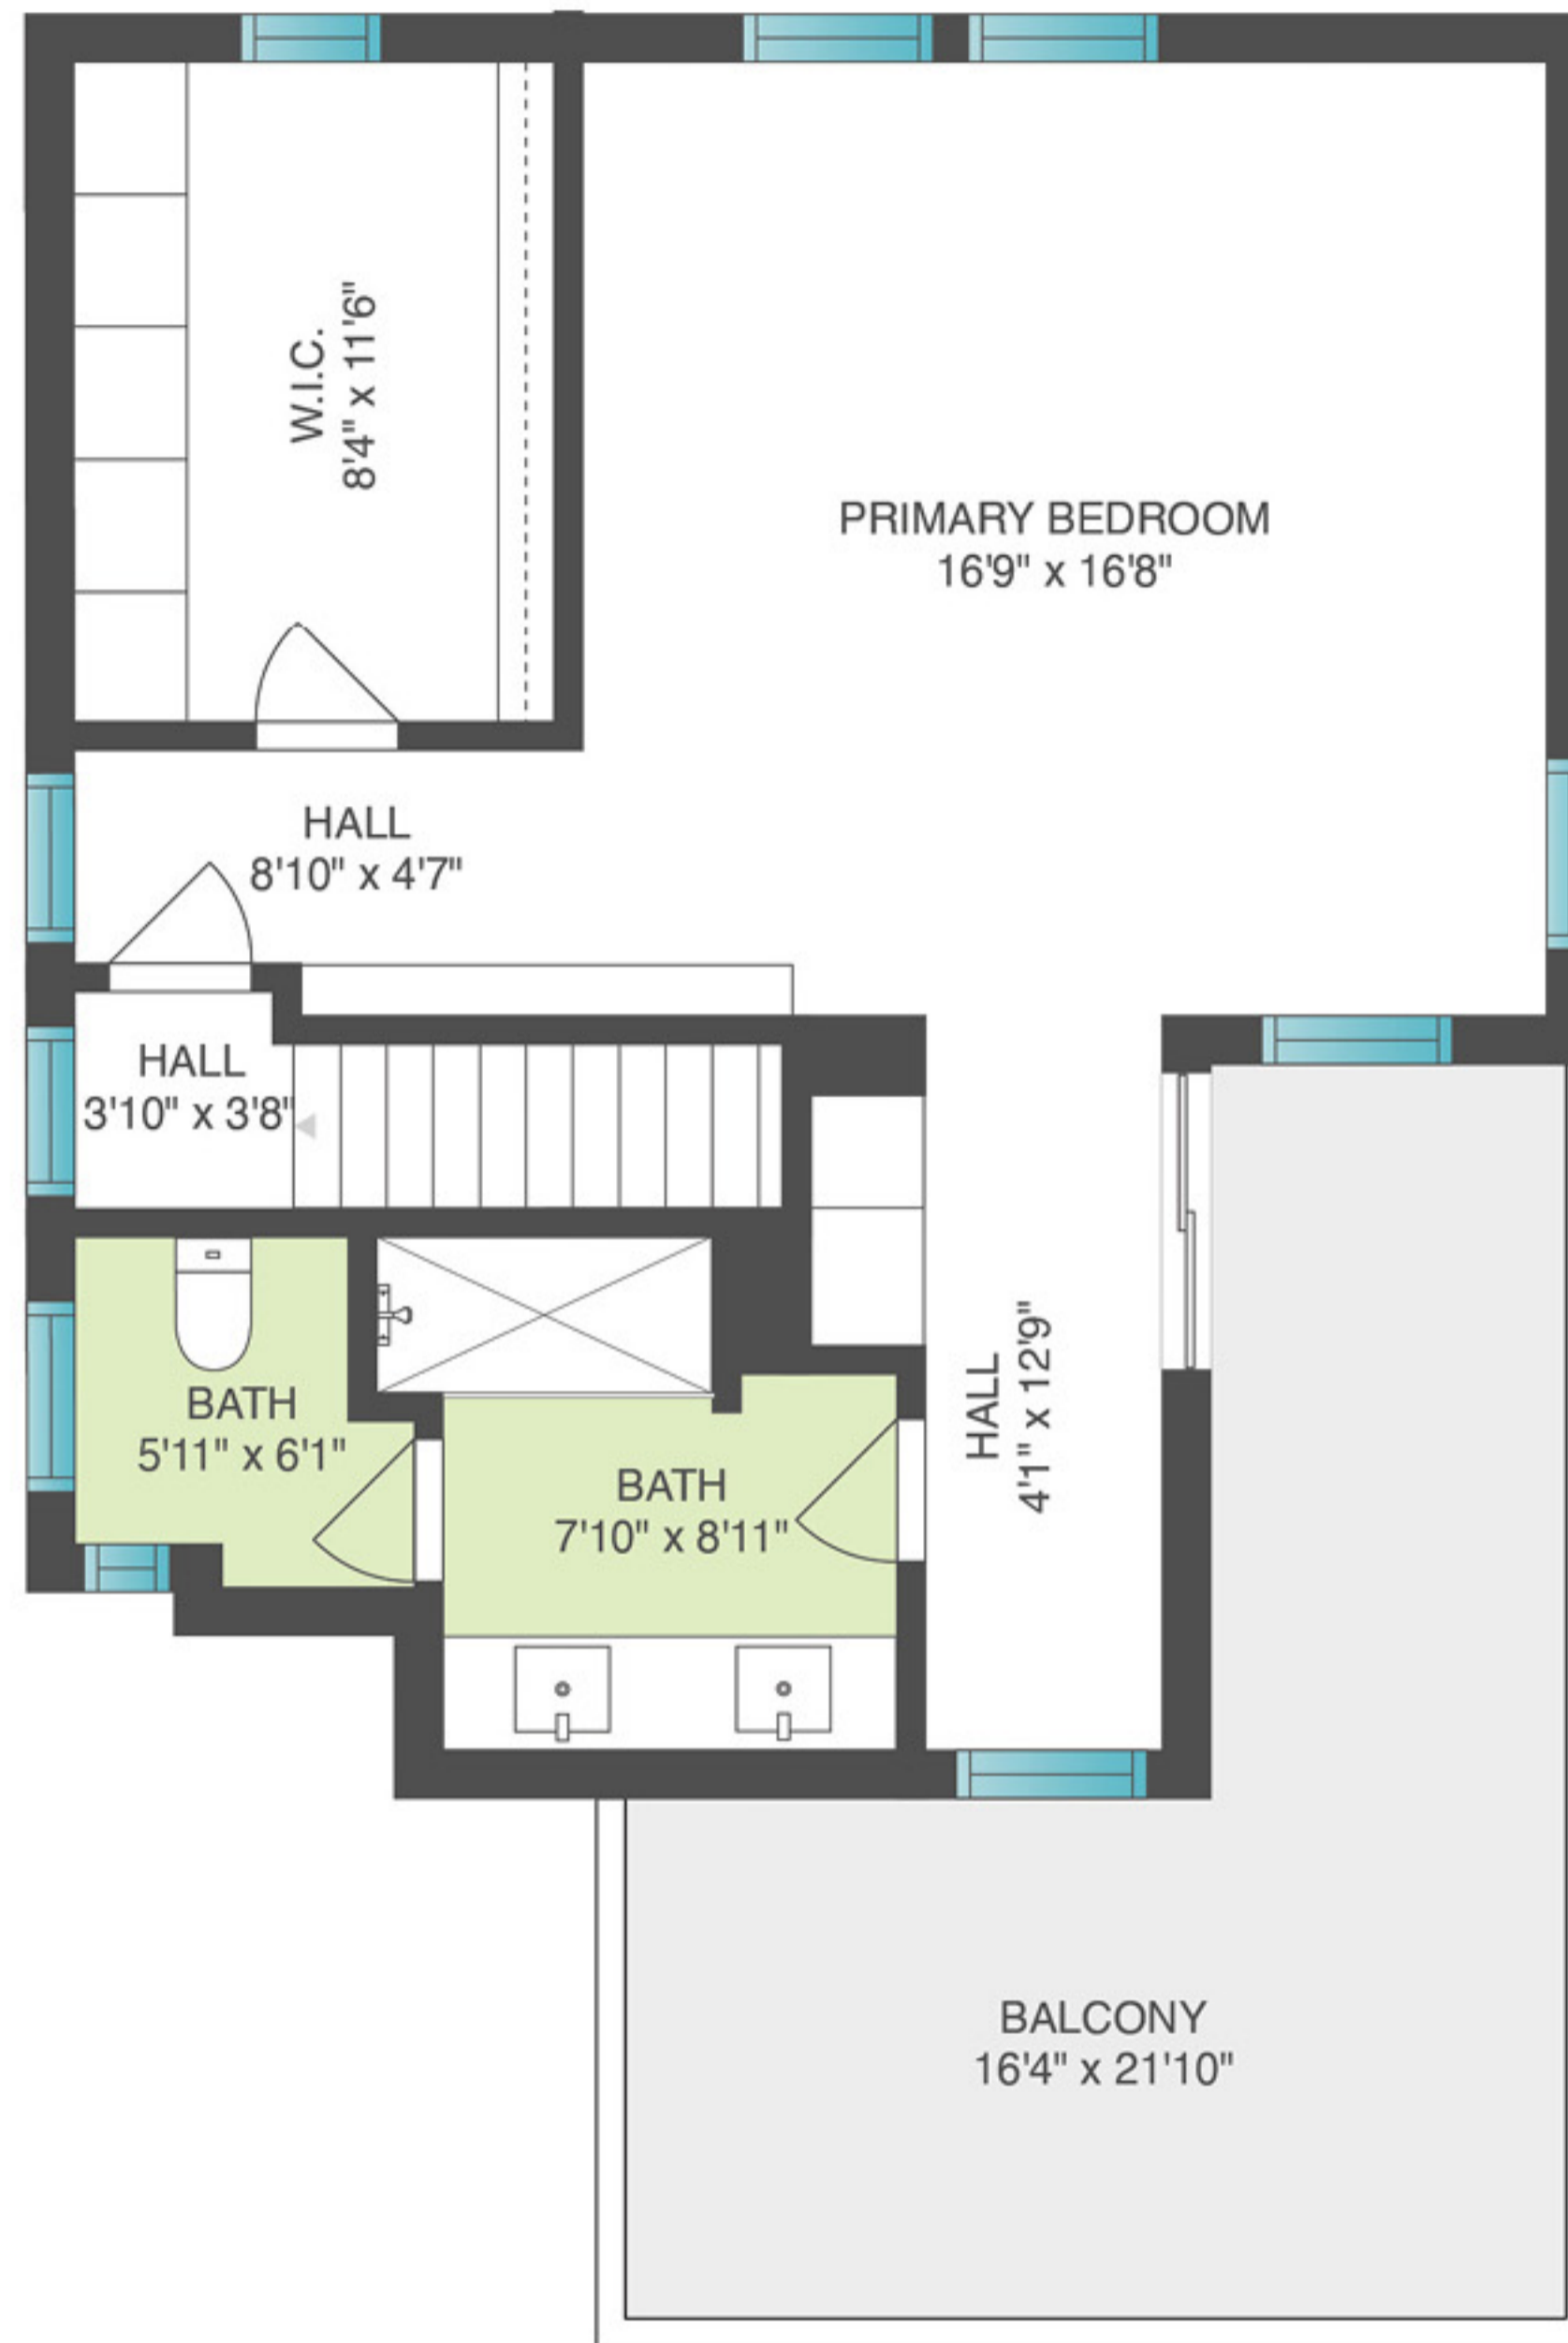 W.I.C.
8'4" x 11'6"
PRIMARY BEDROOM
16'9" x 16'8"
HALL
8'10" x 4'7"
HALL
3'10" x 3'8"
HALL
4'1" x 12'9"
BATH
5'11" x 6'1"
BATH
7'10" x 8'11"
BALCONY
16'4" x 21'10"